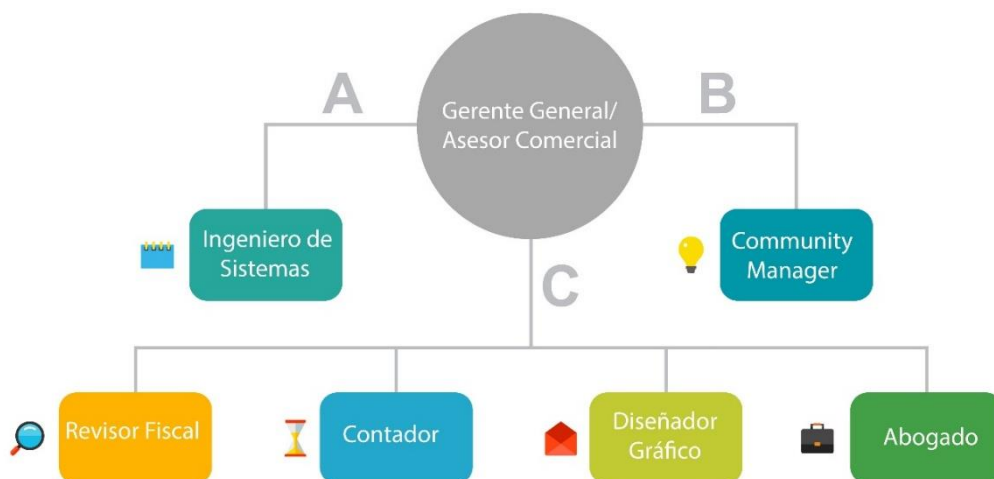 A
B
Gerente General/
Asesor Comercial
Ingeniero de
Sistemas
Community
Manager
C
Revisor Fiscal
Contador
Diseñador
Gráfico
Abogado